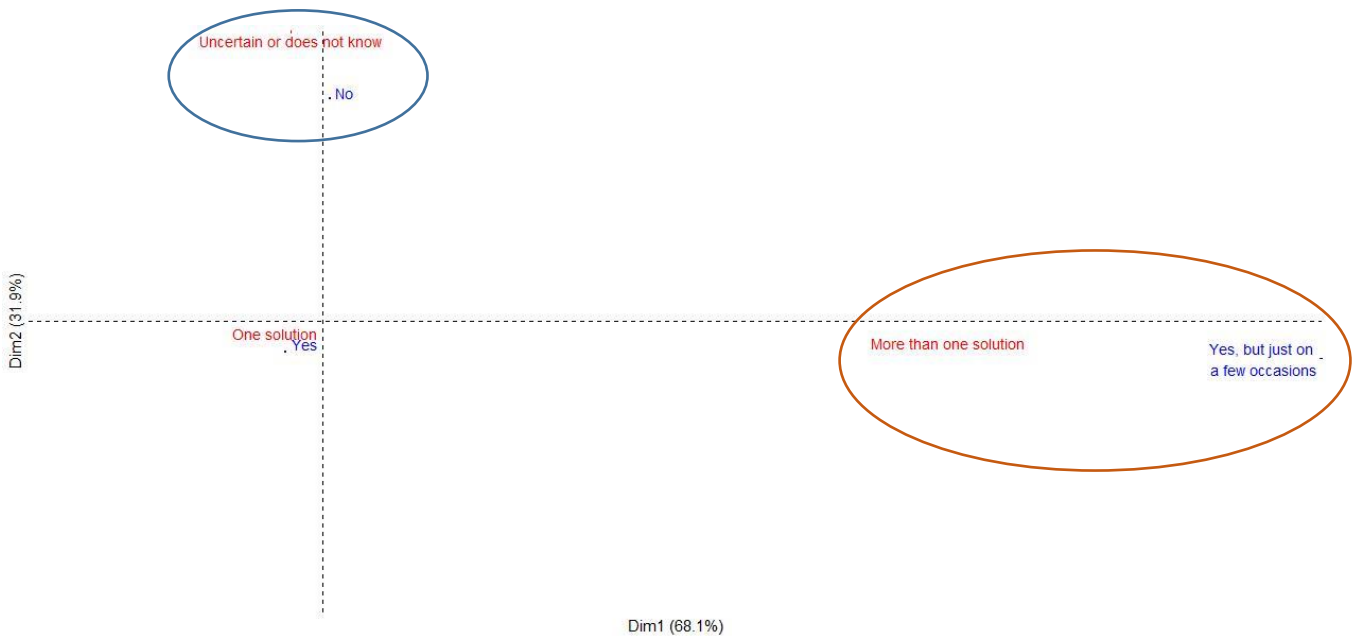 Uncertain or does not know
No
Dim2 (31.9%)
One solution
Yes
More than one solution
Yes, but just on
a few occasions
Dim1 (68.1%)